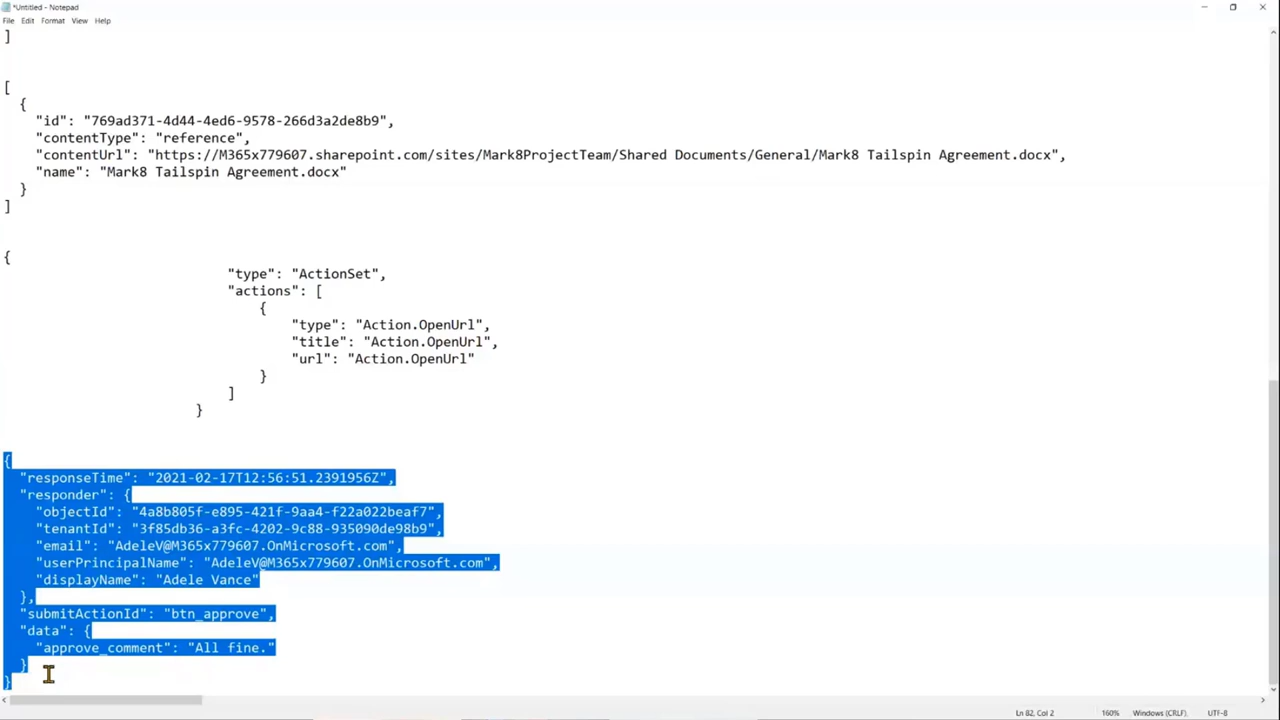 *Untitled - Notepad
File Edit Format View Help
]
[
{
"id": "769ad371-4d44-4ed6-9578-266d3a2de8b9",
"contentType": "reference",
"contentUrl": "https://M365x779607.sharepoint.com/sites/Mark8ProjectTeam/Shared Documents/General/Mark8 Tailspin Agreement.docx",
"name": "Mark8 Tailspin Agreement.docx"
}
]
{
"type": "ActionSet",
"actions": [
{
"type": "Action.OpenUrl",
"title": "Action.OpenUrl",
"url": "Action.OpenUrl"
}
]
}
{
"responseTime": "2021-02-17T12:56:51.2391956Z",
"responder": {
"objectId": "4a8b805f-e895-421f-9aa4-f22a022beaf7",
"tenantId": "3f85db36-a3fc-4202-9c88-935090de98b9",
"email": "AdeleV@M365x779607.OnMicrosoft.com",
"userPrincipalName": "AdeleV@M365x779607.OnMicrosoft.com",
"displayName": "Adele Vance"
},
"submitActionId": "btn_approve",
"data": {
"approve_comment": "All fine."
}
}
Ln 82, Col 2 160% Windows (CRLF) UTF-8